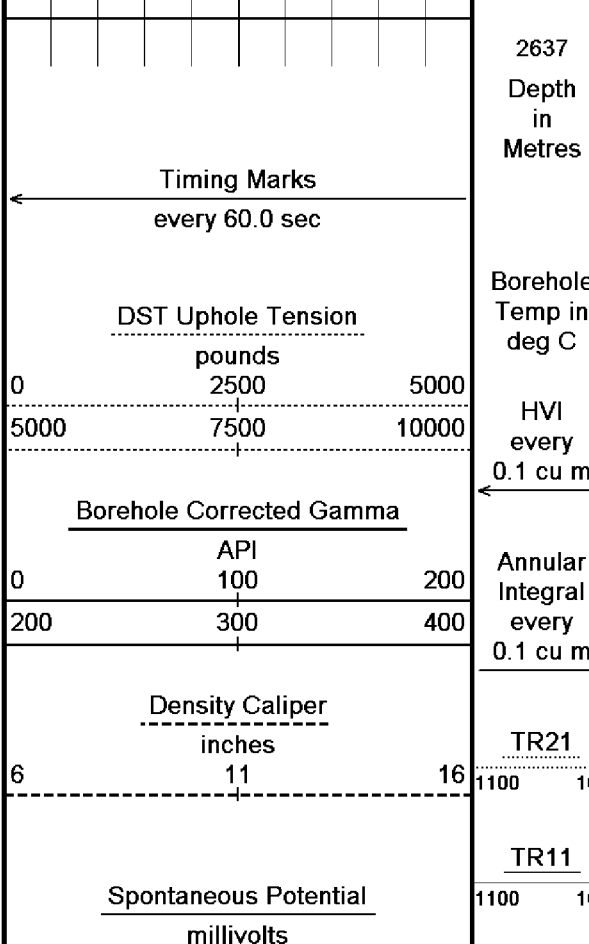 2637
Depth
in
Metres
Timing Marks
every 60.0 sec
DST Uphole Tension
pounds
0 2500 5000
5000 7500 10000
Borehole Corrected Gamma
API
0 100 200
200 300 400
Density Caliper
inches
6 11 16
Spontaneous Potential
millivolts
Borehole
Temp in
deg C
HVI
every
0.1 cu m
Annular
Integral
every
0.1 cu m
TR21
1100
TR11
1100